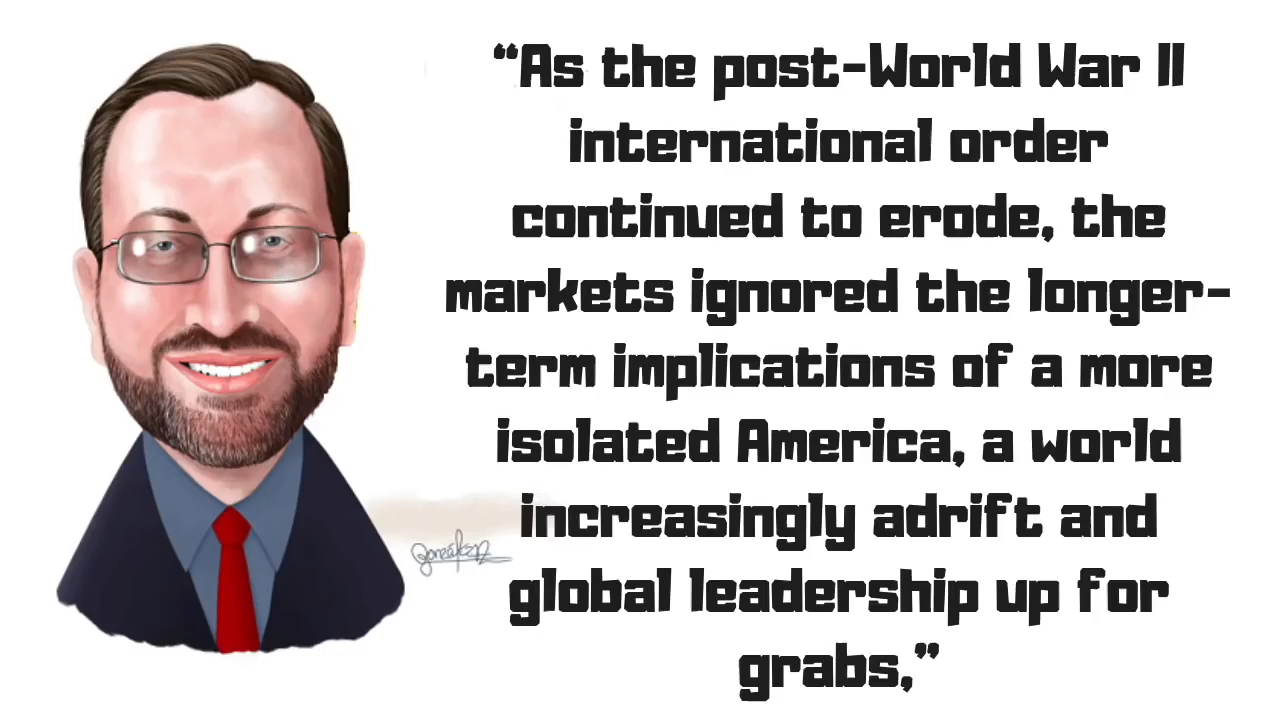 “As the post-World War II
international order
continued to erode, the
markets ignored the longer-
term implications of a more
isolated America, a world
increasingly adrift and
global leadership up for
grabs,”